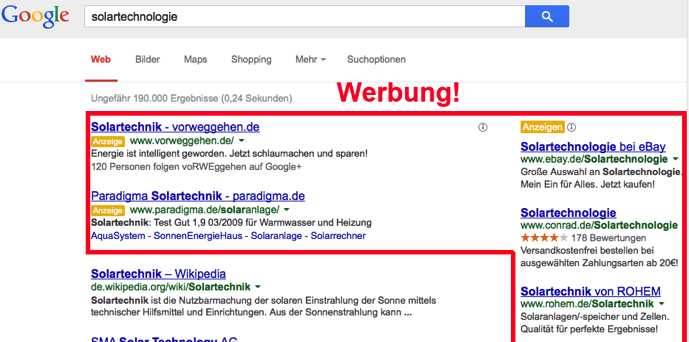 Google solartechnologie
Web Bilder Maps Shopping Mehr Suchoptionen
Ungefähr 190.000 Ergebnisse (0,24 Sekunden)
Werbung!
Solartechnik - vorweggehen.de
Anzeige www.vorweggehen.de/
Energie ist intelligent geworden. Jetzt schlaumachen und sparen!
120 Personen folgen voRWEggehen auf Google+
Paradigma Solartechnik - paradigma.de
Anzeige www.paradigma.de/solaranlage/
Solartechnik: Test Gut 1,9 03/2009 für Warmwasser und Heizung
AquaSystem - SonnenEnergieHaus - Solaranlage - Solarrechner
Solartechnik – Wikipedia
de.wikipedia.org/wiki/Solartechnik
Solartechnik ist die Nutzbarmachung der solaren Einstrahlung der Sonne mittels
technischer Hilfsmittel und Einrichtungen. Aus der Sonnenstrahlung kann ...
SMA Solar Technology AG
Anzeigen
Solartechnologie bei eBay
www.ebay.de/Solartechnologie
Große Auswahl an Solartechnologie.
Mein Ein für Alles. Jetzt kaufen!
Solartechnologie
www.conrad.de/Solartechnologie
178 Bewertungen
Versandkostenfrei bestellen bei
ausgewählten Zahlungsarten ab 20€!
Solartechnik von ROHEM
www.rohem.de/Solartechnik
Solaranlagen/-speicher und Zellen.
Qualität für perfekte Ergebnisse!